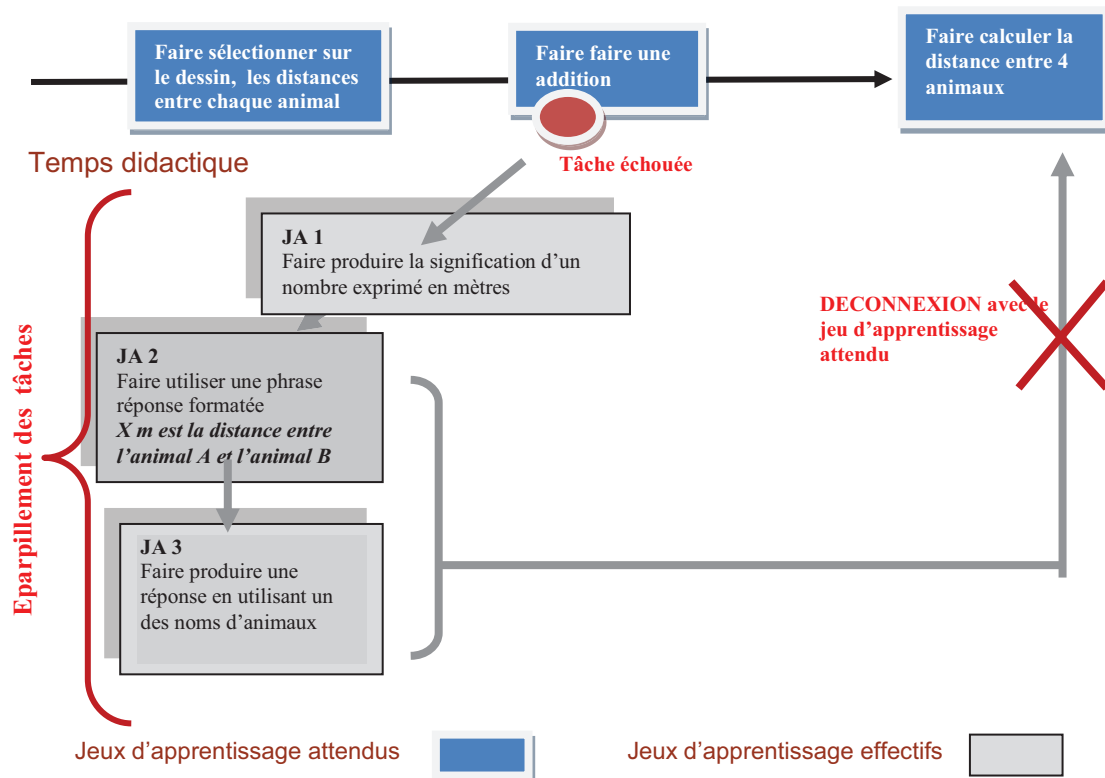 Faire sélectionner sur
le dessin, les distances
entre chaque animal
Faire faire une
addition
Faire calculer la
distance entre 4
animaux
Temps didactique
Tâche échouée
JA 1
Faire produire la signification d'un
nombre exprimé en mètres
DECONNEXION avec le
jeu d'apprentissage
attendu
JA 2
Faire utiliser une phrase
réponse formatée
X m est la distance entre
l'animal A et l'animal B
Eparpillement des tâches
JA 3
Faire produire une
réponse en utilisant un
des noms d'animaux
Jeux d'apprentissage attendus
Jeux d'apprentissage effectifs